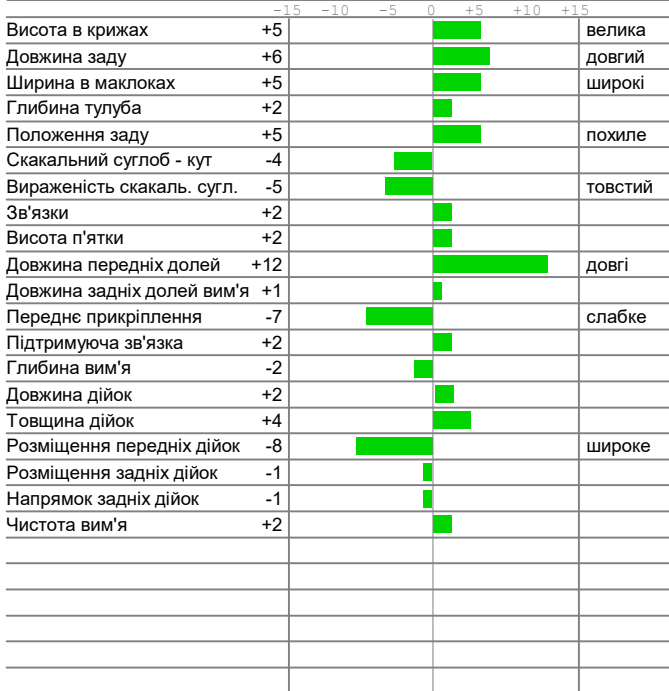 -15 -10 -5 0 +5 +10 +15
Висота в крижах +5 велика
Довжина заду +6 довгий
Ширина в маклоках +5 широкі
Глибина тулуба +2
Положення заду +5 похиле
Скакальний суглоб - кут -4
Вираженість скакаль. сугл. -5 товстий
Зв'язки +2
Висота п'ятки +2
Довжина передніх долей +12 довгі
Довжина задніх долей вим'я +1
Переднє прикріплення -7 слабке
Підтримуюча зв'язка +2
Глибина вим'я -2
Довжина дійок +2
Товщина дійок +4
Розміщення передніх дійок -8 широке
Розміщення задніх дійок -1
Напрямок задніх дійок -1
Чистота вим'я +2